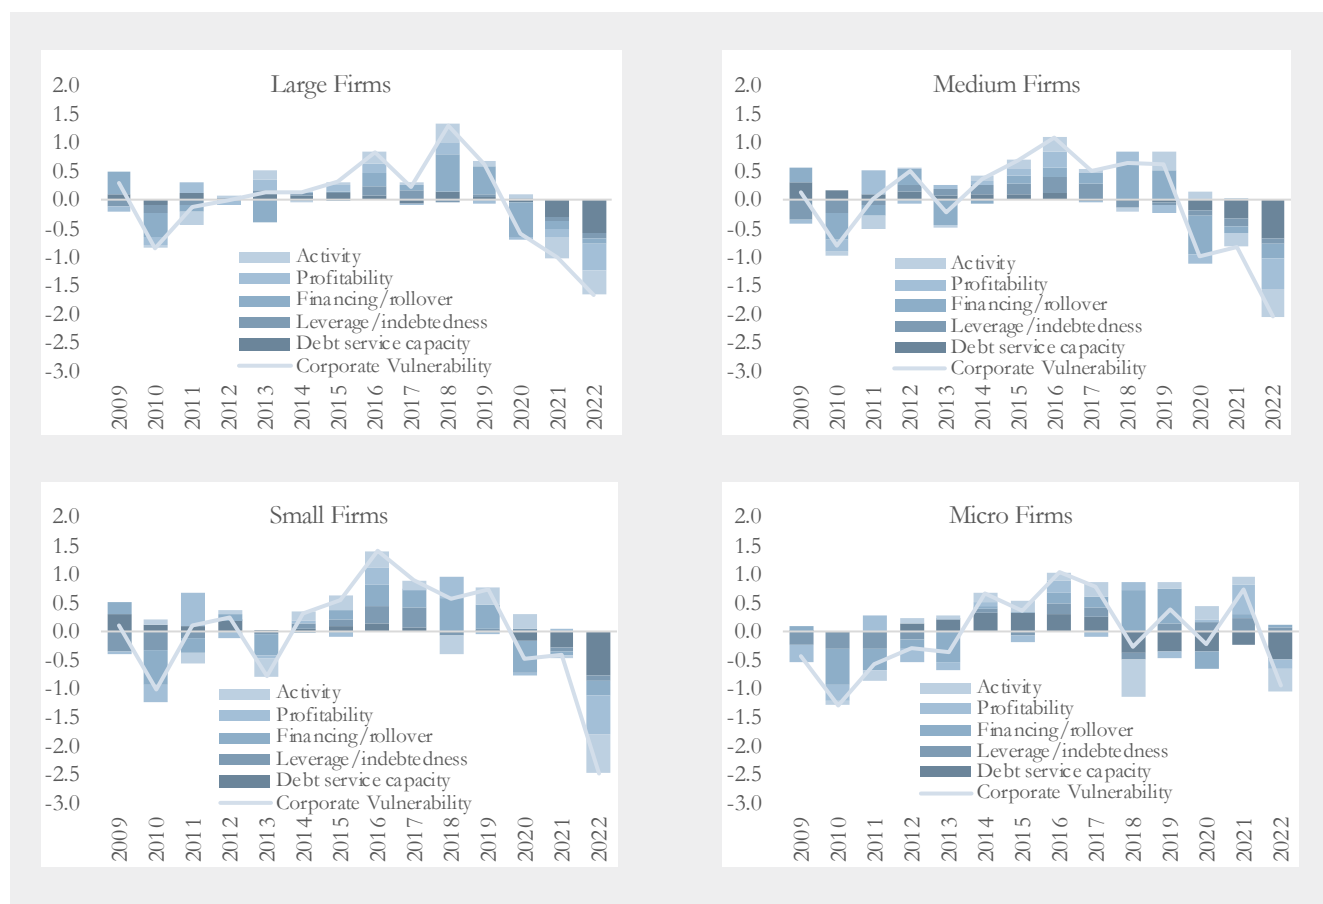 Large Firms
2.0
1.5
1.0
0.5
0.0
-0.5
-1.0
-1.5
-2.0
-2.5
-3.0
Activity
Profitability
Financing/rollover
Leverage/indebtedness
Debt service capacity
Corporate Vulnerability
2009 2010 2011 2012 2013 2014 2015 2016 2017 2018 2019 2020 2021 2022
Medium Firms
2.0
1.5
1.0
0.5
0.0
-0.5
-1.0
-1.5
-2.0
-2.5
-3.0
Activity
Profitability
Financing/rollover
Leverage/indebtedness
Debt service capacity
Corporate Vulnerability
2009 2010 2011 2012 2013 2014 2015 2016 2017 2018 2019 2020 2021 2022
Small Firms
2.0
1.5
1.0
0.5
0.0
-0.5
-1.0
-1.5
-2.0
-2.5
-3.0
Activity
Profitability
Financing/rollover
Leverage/indebtedness
Debt service capacity
Corporate Vulnerability
2009 2010 2011 2012 2013 2014 2015 2016 2017 2018 2019 2020 2021 2022
Micro Firms
2.0
1.5
1.0
0.5
0.0
-0.5
-1.0
-1.5
-2.0
-2.5
-3.0
Activity
Profitability
Financing/rollover
Leverage/indebtedness
Debt service capacity
Corporate Vulnerability
2009 2010 2011 2012 2013 2014 2015 2016 2017 2018 2019 2020 2021 2022